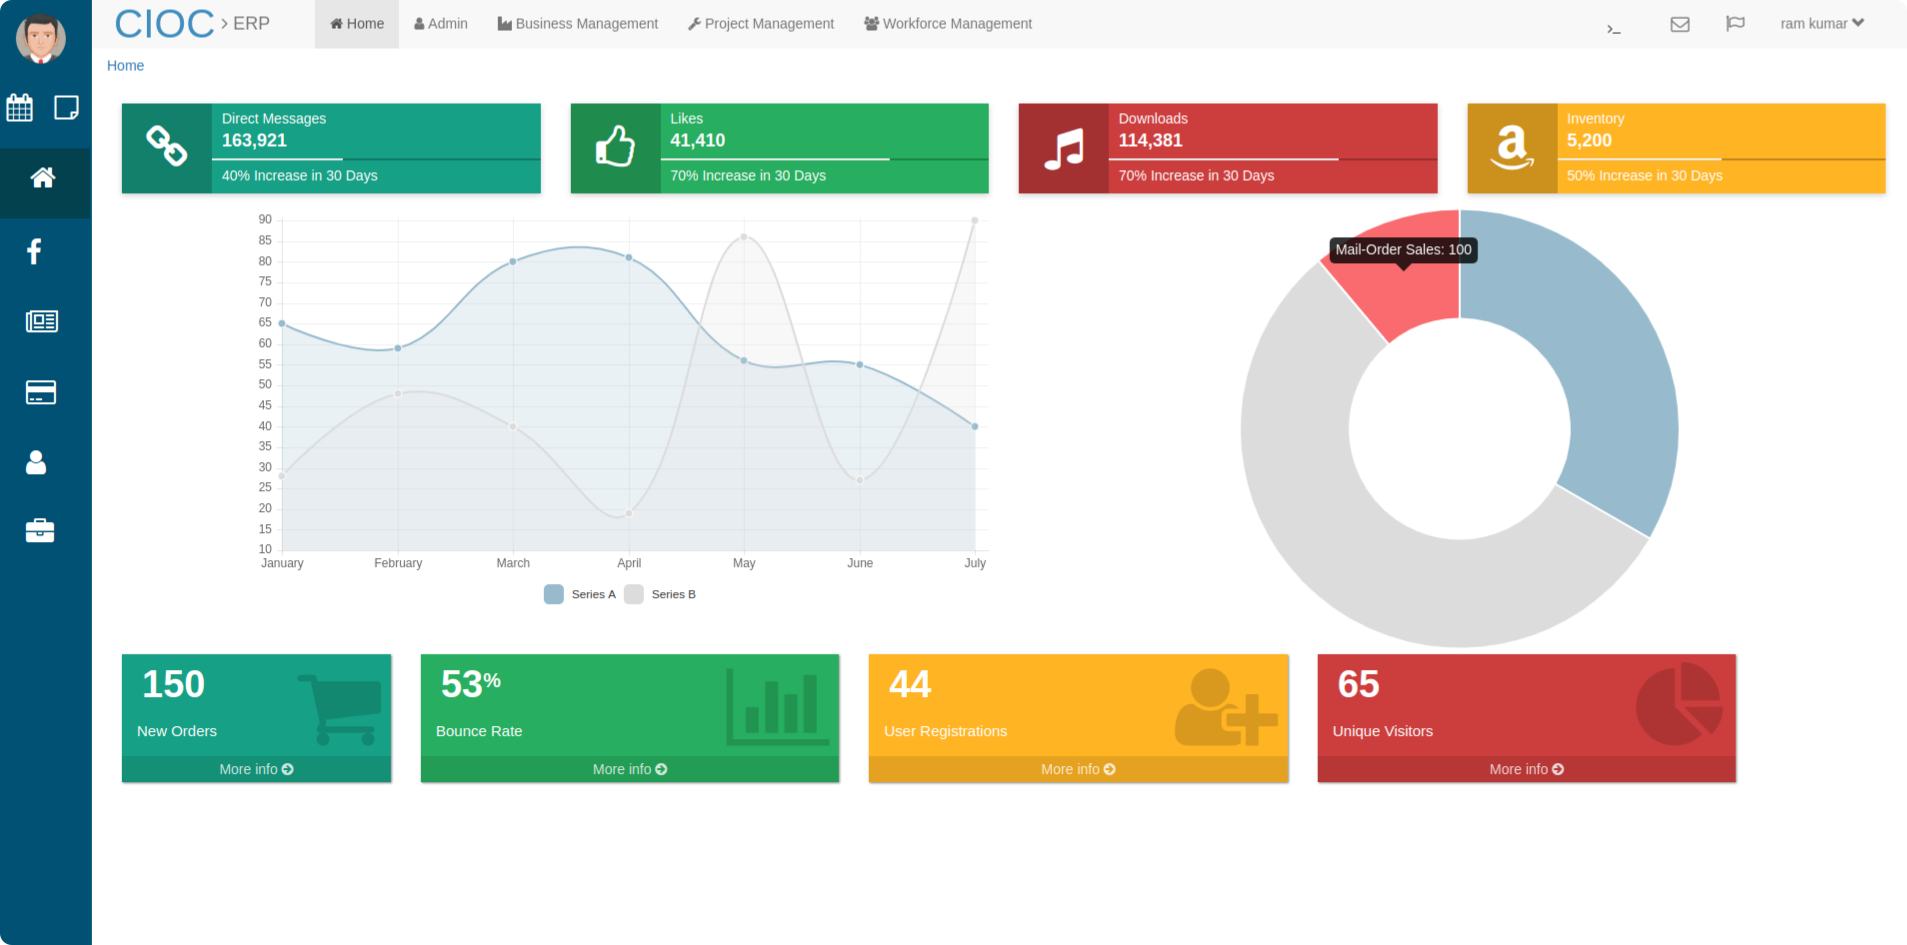 CIOC > ERP
Home
Admin
Business Management
Project Management
Workforce Management
>_
ram kumar
Home
Direct Messages
163,921
40% Increase in 30 Days
Likes
41,410
70% Increase in 30 Days
Downloads
114,381
70% Increase in 30 Days
Inventory
5,200
50% Increase in 30 Days
90
85
80
75
70
65
60
55
50
45
40
35
30
25
20
15
10
January February March April May June July
Series A Series B
Mail-Order Sales: 100
150
New Orders
More info
53%
Bounce Rate
More info
44
User Registrations
More info
65
Unique Visitors
More info